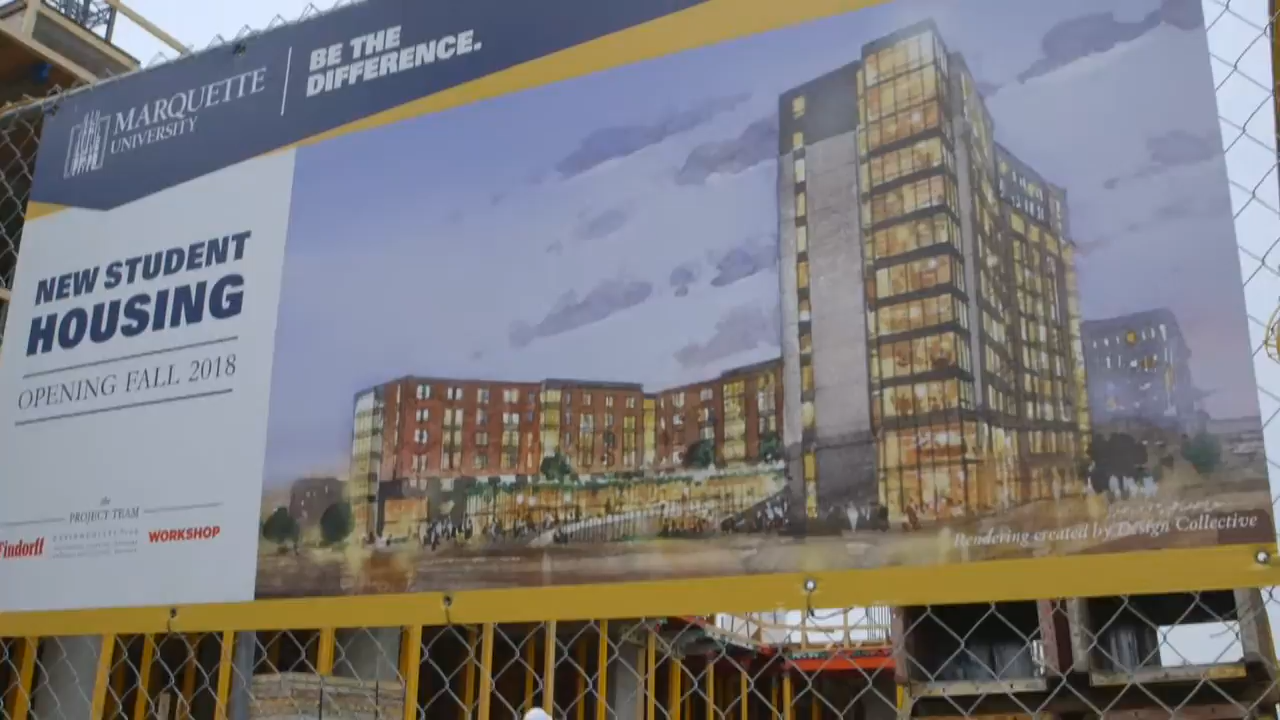 MARQUETTE
UNIVERSITY
BE THE
DIFFERENCE.
NEW STUDENT
HOUSING
OPENING FALL 2018
the
PROJECT TEAM
Findorff
WORKSHOP
Rendering created by Design Collective